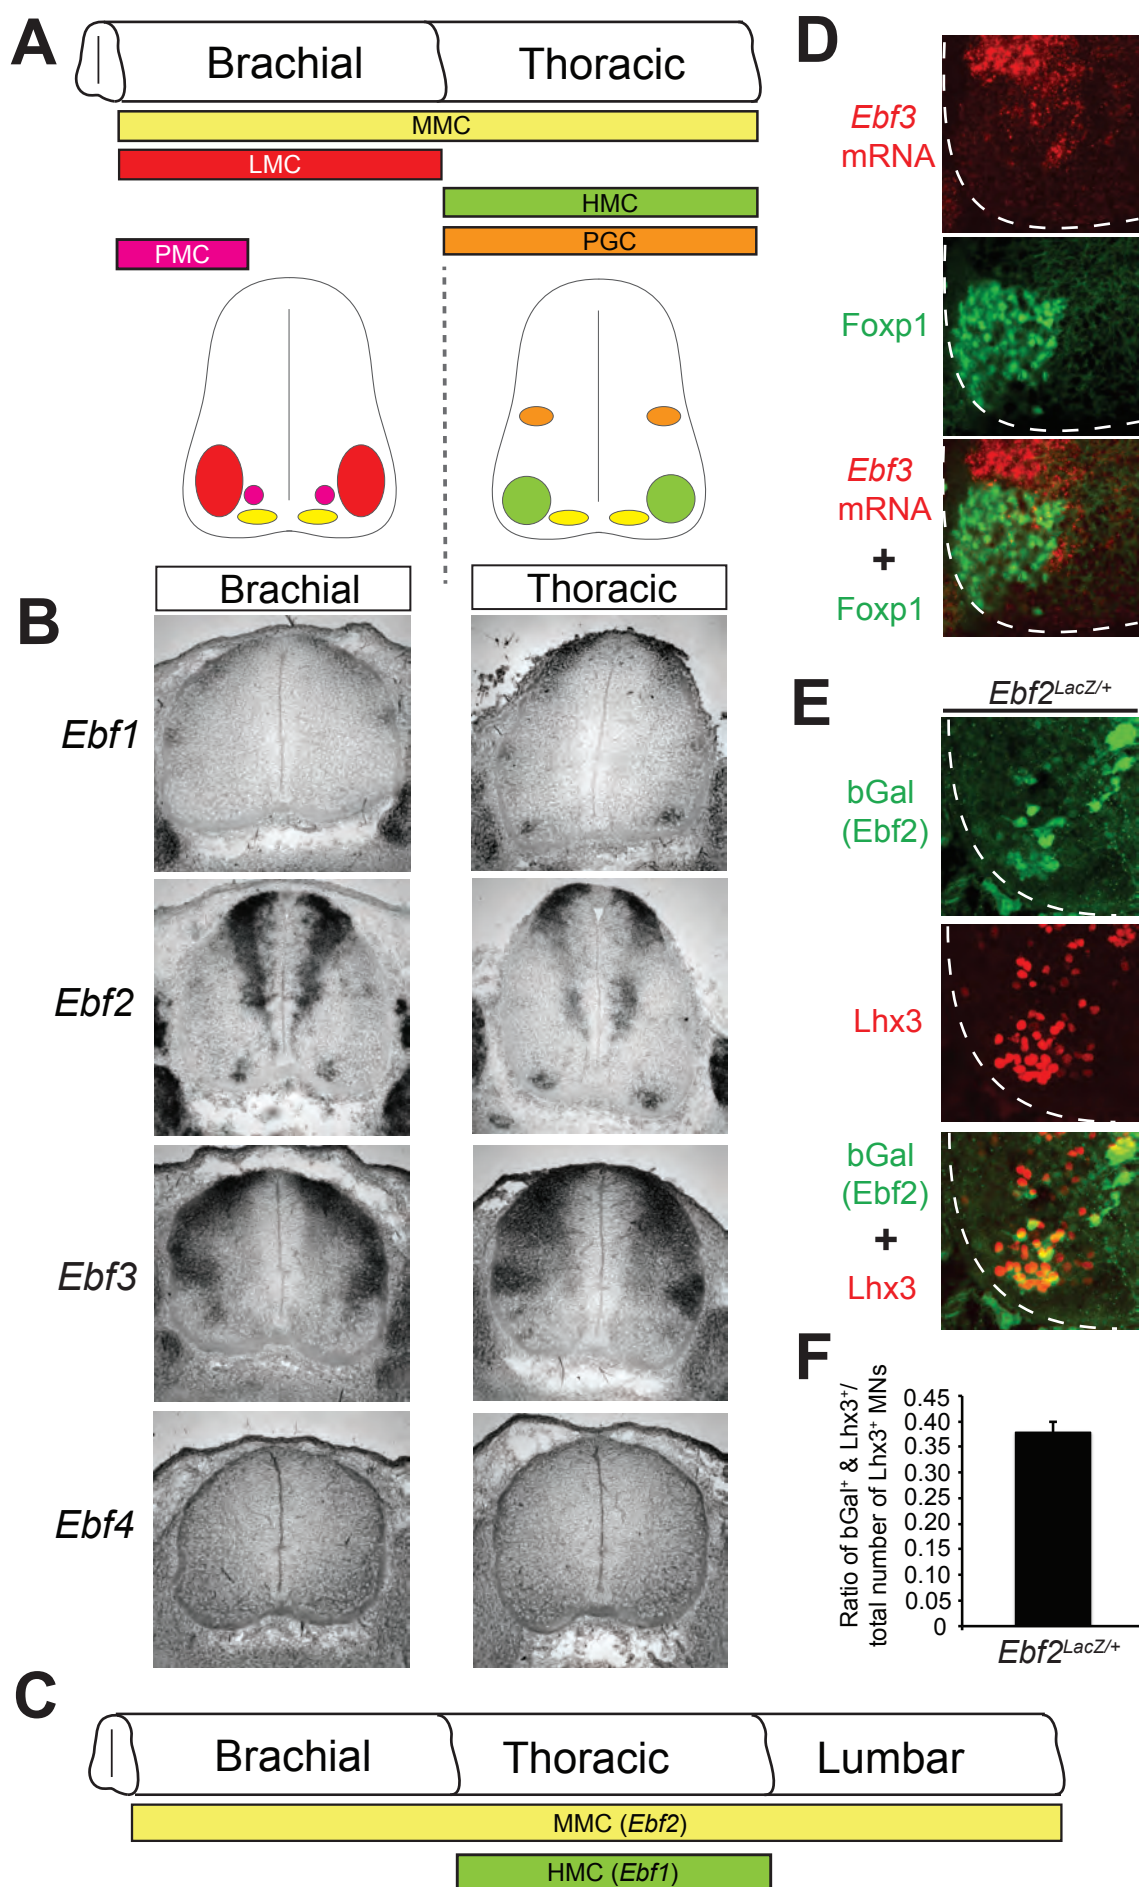 A
Brachial
Thoracic
MMC
LMC
HMC
PGC
PMC
Brachial
Thoracic
B
Ebf1
Ebf2
Ebf3
Ebf4
C
Brachial
Thoracic
Lumbar
MMC (Ebf2)
HMC (Ebf1)
D
Ebf3
mRNA
Foxp1
Ebf3
mRNA
+
Foxp1
E
Ebf2LacZ/+
bGal
(Ebf2)
Lhx3
bGal
(Ebf2)
+
Lhx3
F
Ratio of bGal+ & Lhx3+/
total number of Lhx3+ MNs
0.45
0.40
0.35
0.30
0.25
0.20
0.15
0.10
0.05
0
Ebf2LacZ/+